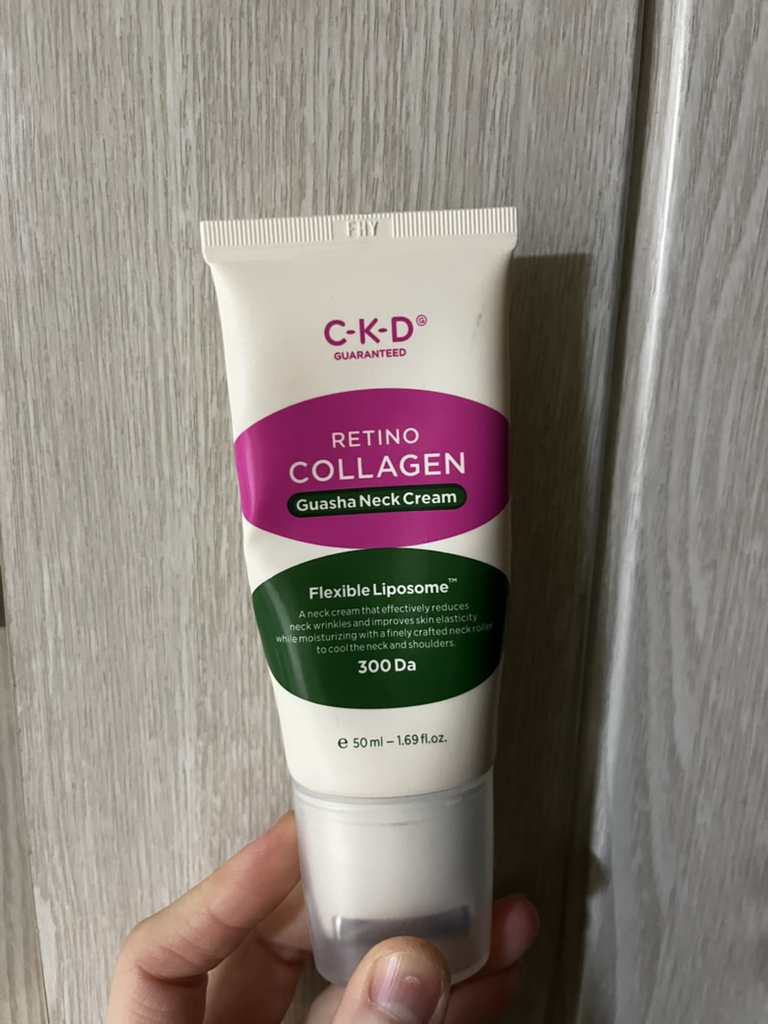 FHY
C-K-D G
GUARANTEED
RETINO
COLLAGEN
Guasha Neck Cream
Flexible Liposome™
A neck cream that effectively reduces
neck wrinkles and improves skin elasticity
while moisturizing with a finely crafted neck roller
to cool the neck and shoulders.
300 Da
e 50 ml – 1.69 fl.oz.